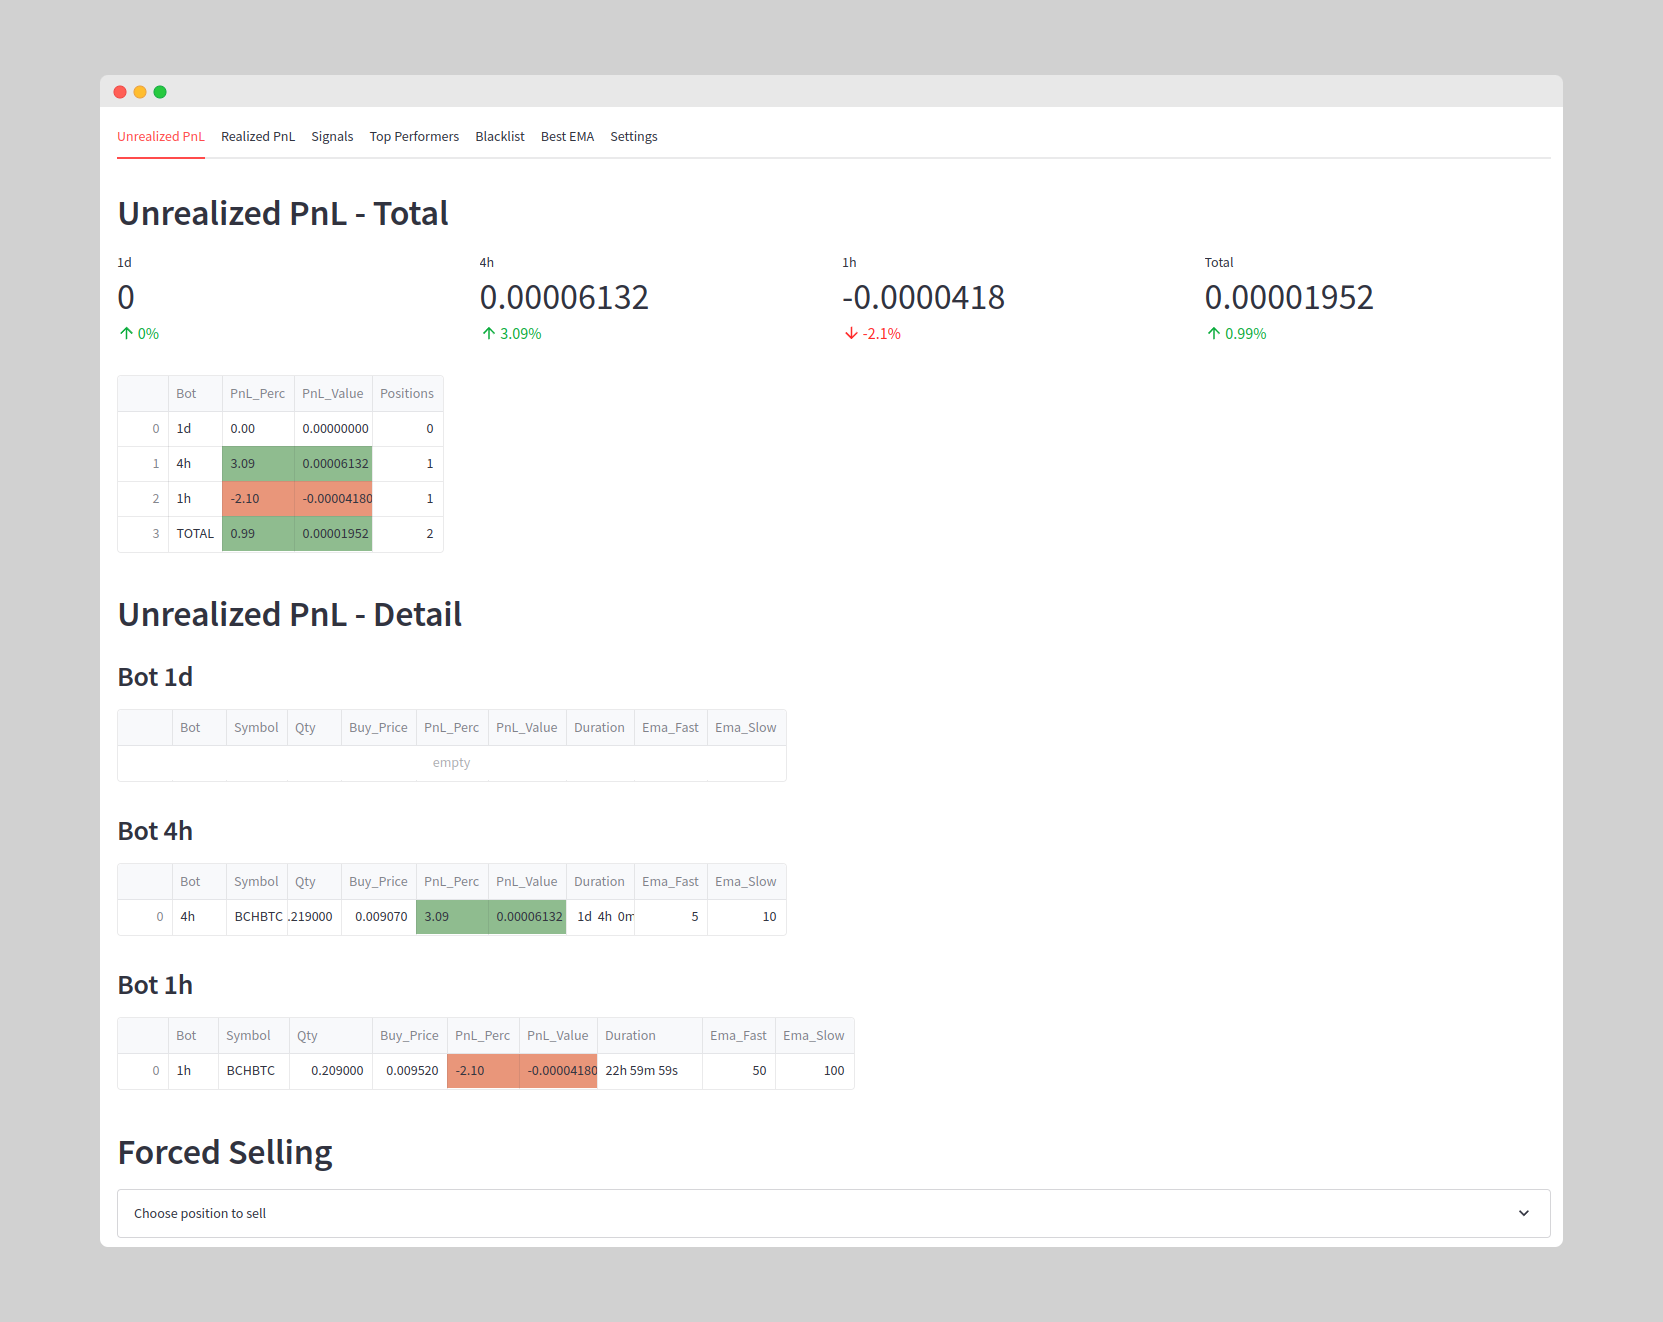 Unrealized PnL Realized PnL Signals Top Performers Blacklist Best EMA Settings
Unrealized PnL - Total
1d 4h 1h Total
0 0.00006132 -0.0000418 0.00001952
0% 3.09% -2.1% 0.99%
Bot PnL_Perc PnL_Value Positions
0 1d 0.00 0.00000000 0
1 4h 3.09 0.00006132 1
2 1h -2.10 -0.00004180 1
3 TOTAL 0.99 0.00001952 2
Unrealized PnL - Detail
Bot 1d
Bot Symbol Qty Buy_Price PnL_Perc PnL_Value Duration Ema_Fast Ema_Slow
empty
Bot 4h
Bot Symbol Qty Buy_Price PnL_Perc PnL_Value Duration Ema_Fast Ema_Slow
0 4h BCHBTC .219000 0.009070 3.09 0.00006132 1d 4h 0m 5 10
Bot 1h
Bot Symbol Qty Buy_Price PnL_Perc PnL_Value Duration Ema_Fast Ema_Slow
0 1h BCHBTC 0.209000 0.009520 -2.10 -0.00004180 22h 59m 59s 50 100
Forced Selling
Choose position to sell